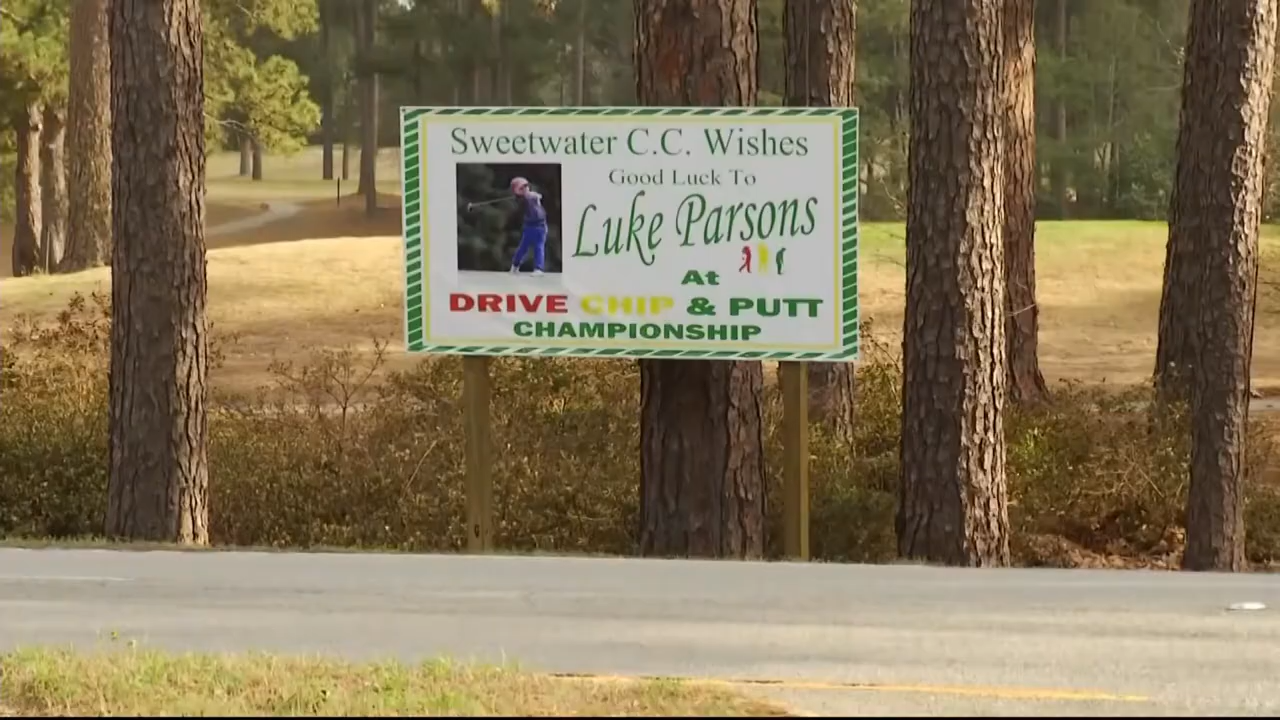 Sweetwater C.C. Wishes
Good Luck To
Luke Parsons
At
DRIVE CHIP & PUTT
CHAMPIONSHIP